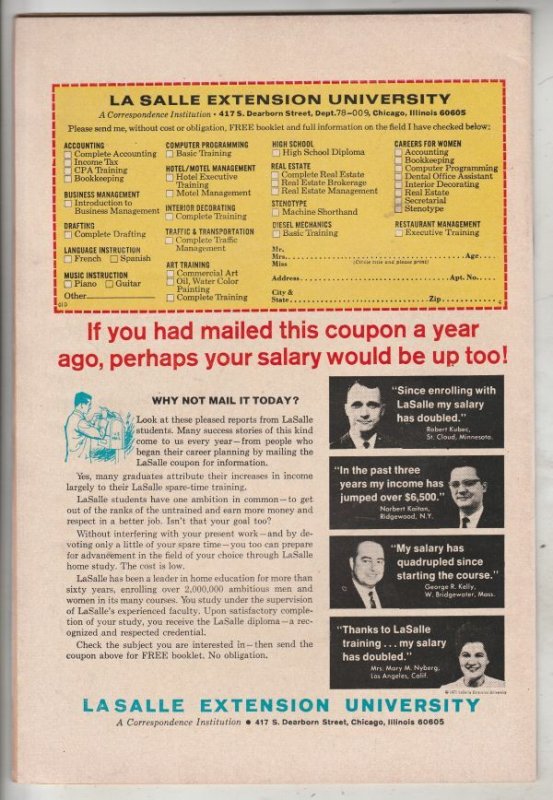 LA SALLE EXTENSION UNIVERSITY
A Correspondence Institution • 417 S. Dearborn Street, Dept.78-009, Chicago, Illinois 60605
Please send me, without cost or obligation, FREE booklet and full information on the field I have checked below:
ACCOUNTING
Complete Accounting
Income Tax
CPA Training
Bookkeeping
BUSINESS MANAGEMENT
Introduction to
Business Management
DRAFTING
Complete Drafting
LANGUAGE INSTRUCTION
French Spanish
MUSIC INSTRUCTION
Piano Guitar
Other
COMPUTER PROGRAMMING
Basic Training
HOTEL/MOTEL MANAGEMENT
Hotel Executive
Training
Motel Management
INTERIOR DECORATING
Complete Training
TRAFFIC & TRANSPORTATION
Complete Traffic
Management
ART TRAINING
Commercial Art
Oil, Water Color
Painting
Complete Training
HIGH SCHOOL
High School Diploma
REAL ESTATE
Complete Real Estate
Real Estate Brokerage
Real Estate Management
STENOTYPE
Machine Shorthand
DIESEL MECHANICS
Basic Training
CAREERS FOR WOMEN
Accounting
Bookkeeping
Computer Programming
Dental Office Assistant
Interior Decorating
Real Estate
Secretarial
Stenotype
RESTAURANT MANAGEMENT
Executive Training
Mr.
Mrs. Age
Miss (Circle title and please print)
Address Apt. No.
City &
State Zip
If you had mailed this coupon a year
ago, perhaps your salary would be up too!
WHY NOT MAIL IT TODAY?
Look at these pleased reports from LaSalle
students. Many success stories of this kind
come to us every year—from people who
began their career planning by mailing the
LaSalle coupon for information.
Yes, many graduates attribute their increases in income
largely to their LaSalle spare-time training.
LaSalle students have one ambition in common—to get
out of the ranks of the untrained and earn more money and
respect in a better job. Isn't that your goal too?
Without interfering with your present work—and by de-
voting only a little of your spare time—you too can prepare
for advancement in the field of your choice through LaSalle
home study. The cost is low.
LaSalle has been a leader in home education for more than
sixty years, enrolling over 2,000,000 ambitious men and
women in its many courses. You study under the supervision
of LaSalle's experienced faculty. Upon satisfactory comple-
tion of your study, you receive the LaSalle diploma—a rec-
ognized and respected credential.
Check the subject you are interested in—then send the
coupon above for FREE booklet. No obligation.
"Since enrolling with
LaSalle my salary
has doubled."
Robert Kubec,
St. Cloud, Minnesota.
"In the past three
years my income has
jumped over $6,500."
Norbert Kaitan,
Ridgewood, N.Y.
"My salary has
quadrupled since
starting the course."
George R. Kelly,
W. Bridgewater, Mass.
"Thanks to LaSalle
training . . . my salary
has doubled."
Mrs. Mary M. Nyberg,
Los Angeles, Calif.
LA SALLE EXTENSION UNIVERSITY
A Correspondence Institution • 417 S. Dearborn Street, Chicago, Illinois 60605